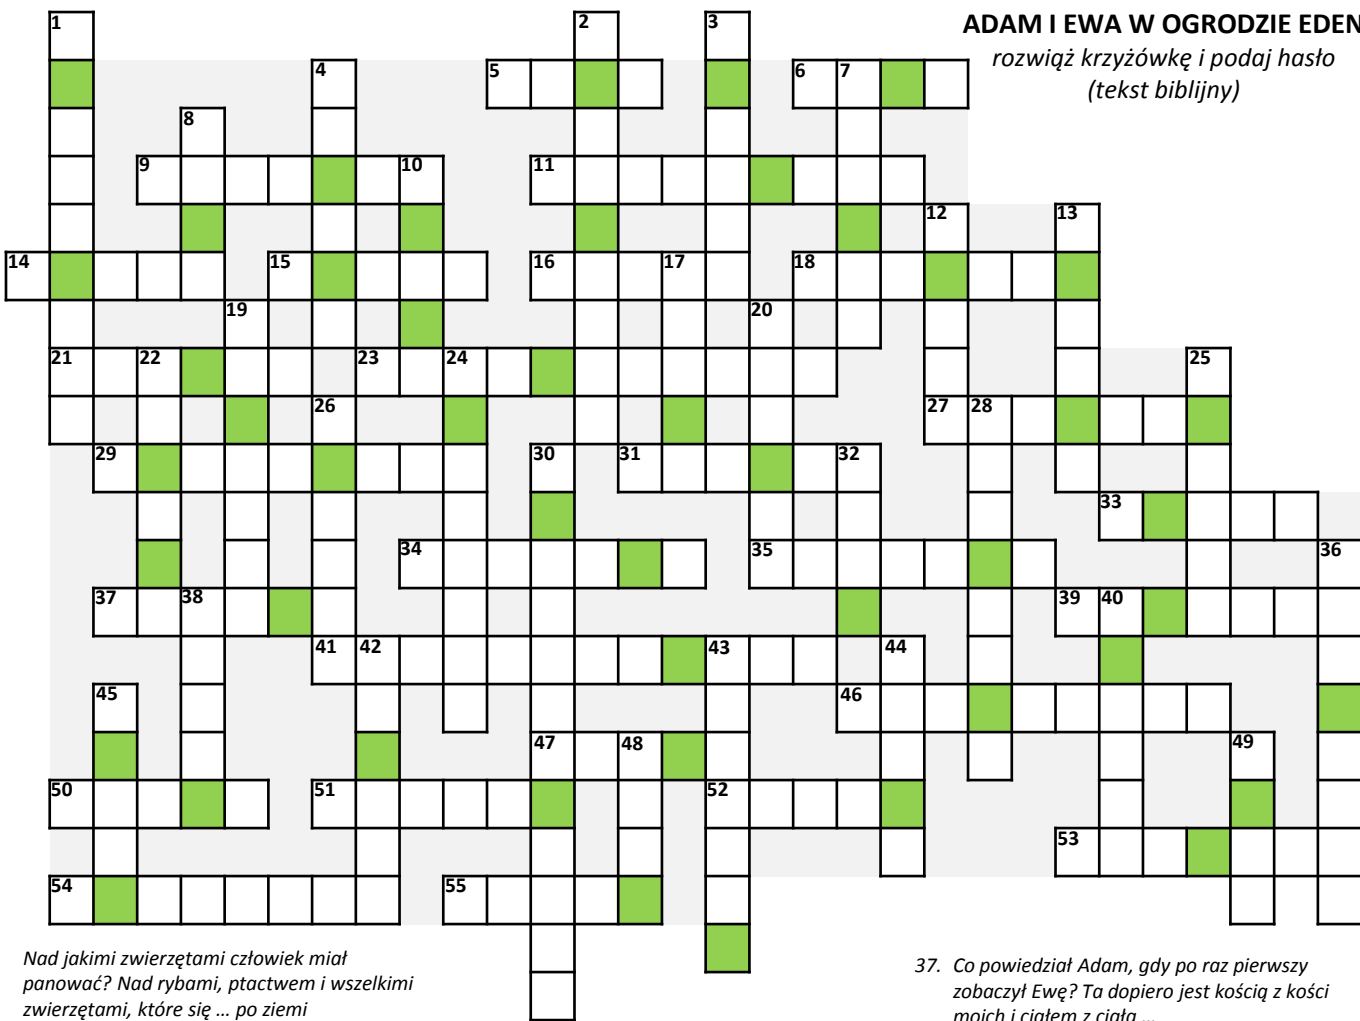 ADAM I EWA W OGRODZIE EDEN
rozwiąż krzyżówkę i podaj hasło
(tekst biblijny)
1 2 3
4 5 6 7
8
9 10 11
12 13
14 15 16 17 18
19 20
21 22 23 24 25
26 27 28
29 30 31 32
33
34 35 36
37 38 39 40
41 42 43 44
45 46
47 48 49
50 51 52
53
54 55
Nad jakimi zwierzętami człowiek miał
panować? Nad rybami, ptactwem i wszelkimi
zwierzętami, które się ... po ziemi
37. Co powiedział Adam, gdy po raz pierwszy
zobaczył Ewę? Ta dopiero jest kością z kości
moich i ciałem z ciała ...